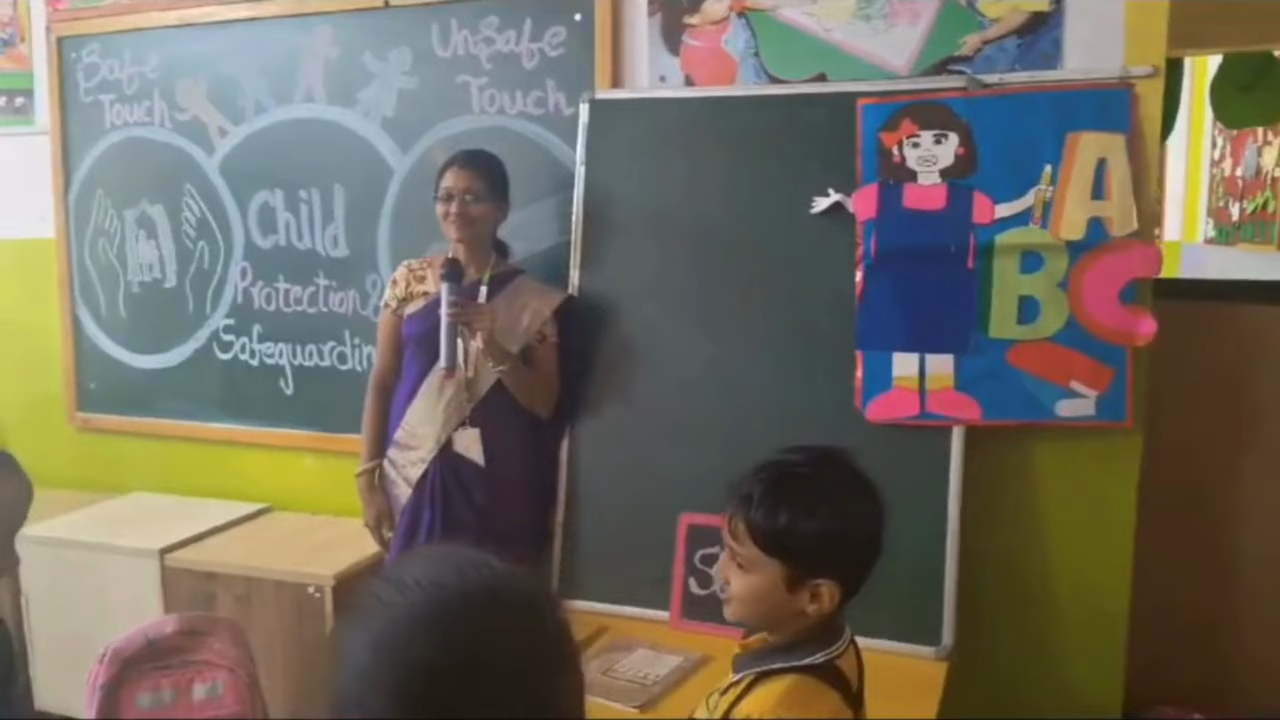 Safe
Touch
UnSafe
Touch
Child
Protection &
Safeguardin
A
B
C
S